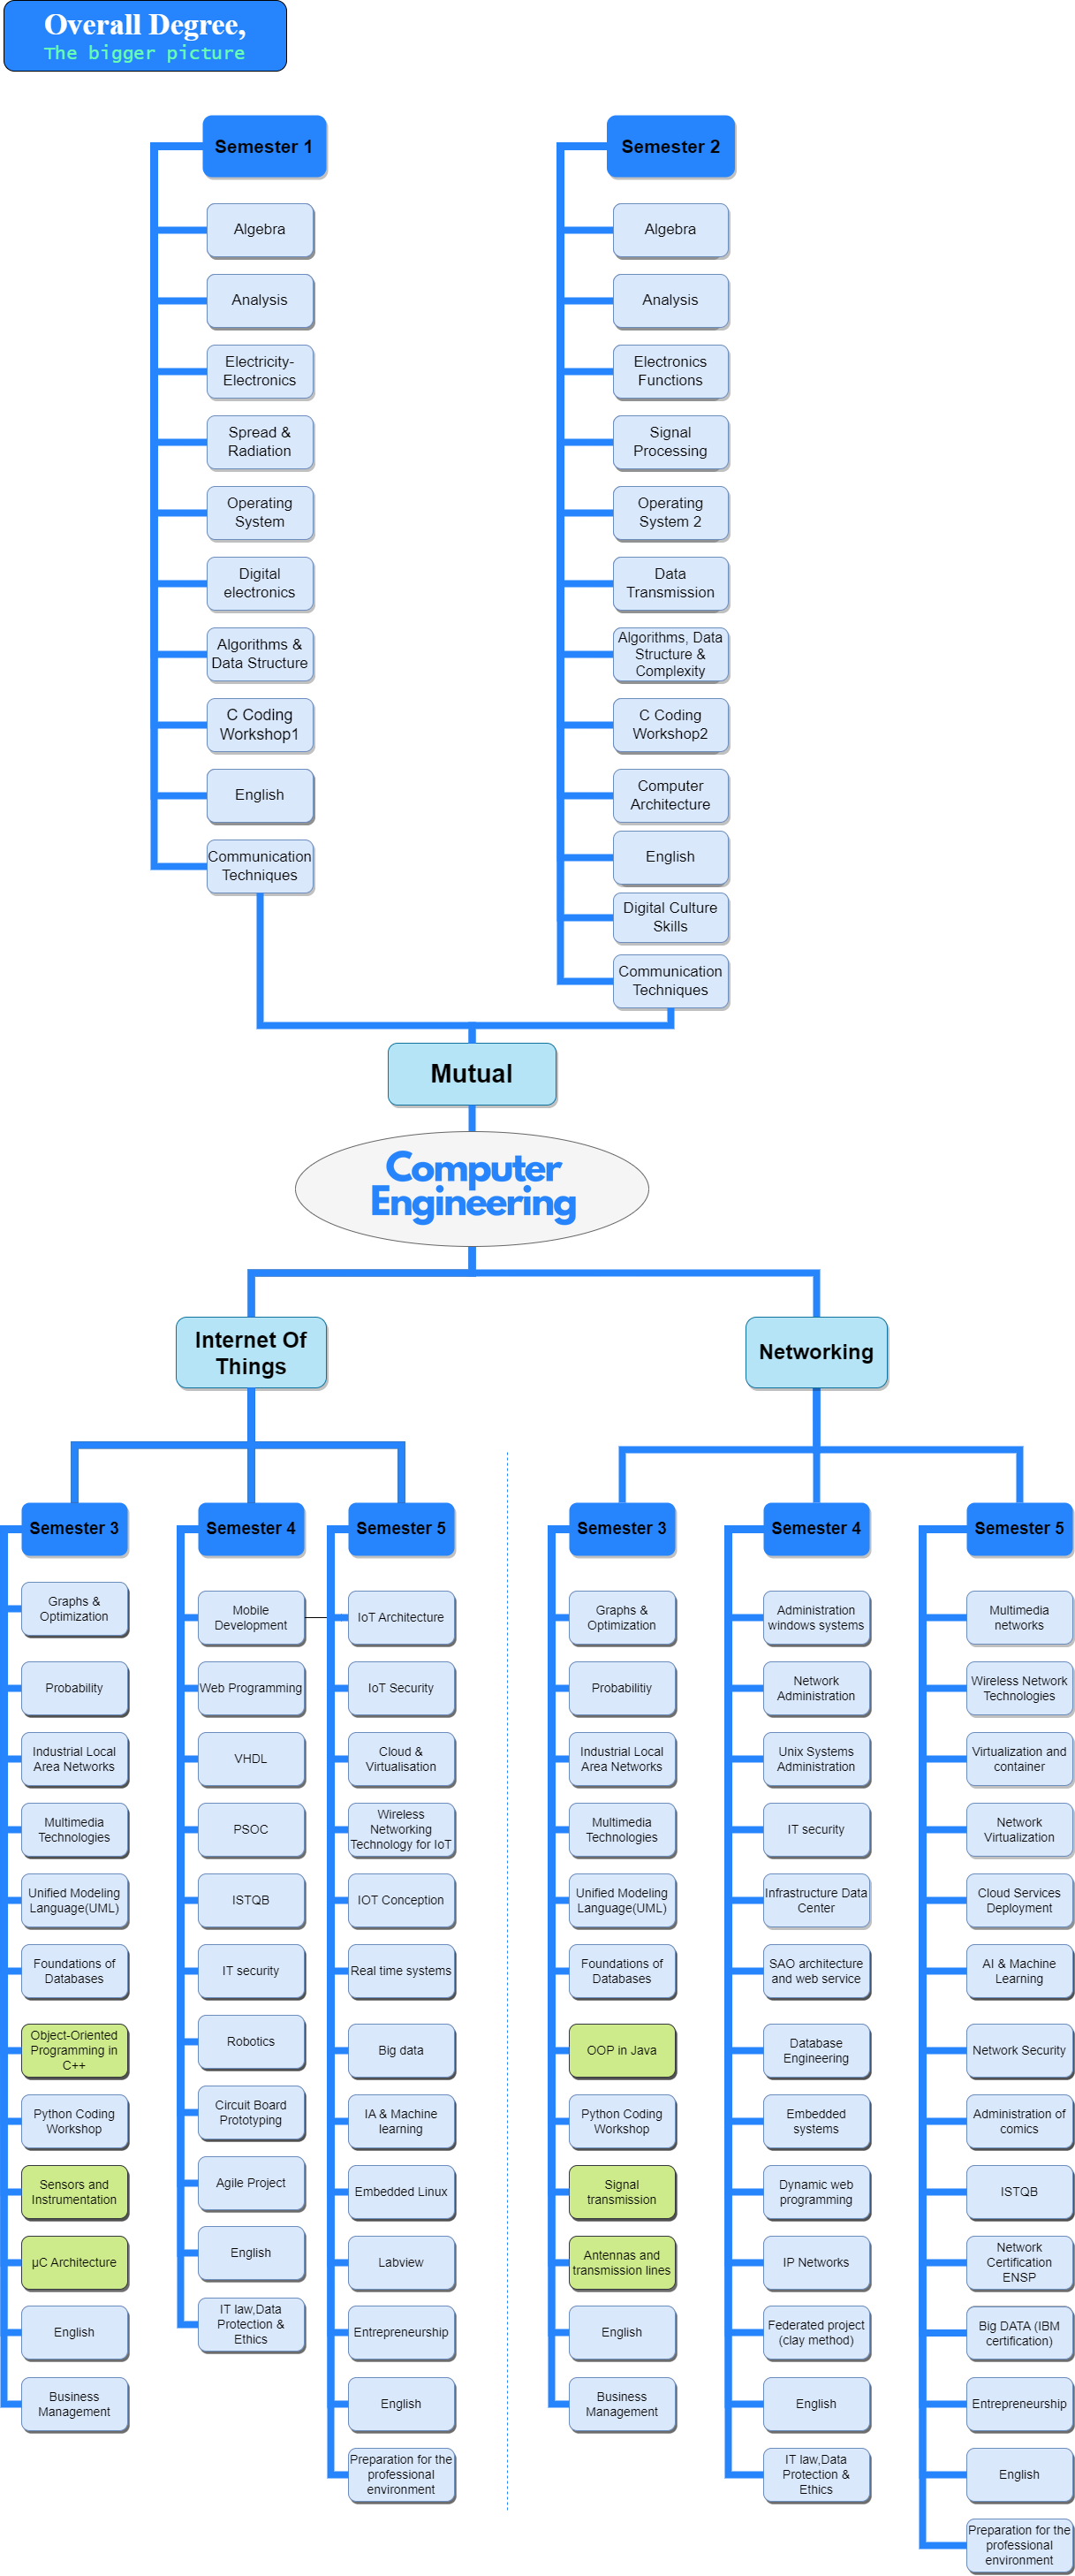 Overall Degree,
The bigger picture
Semester 1
Algebra
Analysis
Electricity-
Electronics
Spread &
Radiation
Operating
System
Digital
electronics
Algorithms &
Data Structure
C Coding
Workshop1
English
Communication
Techniques
Semester 2
Algebra
Analysis
Electronics
Functions
Signal
Processing
Operating
System 2
Data
Transmission
Algorithms, Data
Structure &
Complexity
C Coding
Workshop2
Computer
Architecture
English
Digital Culture
Skills
Communication
Techniques
Mutual
Computer
Engineering
Internet Of
Things
Semester 3
Graphs &
Optimization
Probability
Industrial Local
Area Networks
Multimedia
Technologies
Unified Modeling
Language(UML)
Foundations of
Databases
Object-Oriented
Programming in
C++
Python Coding
Workshop
Sensors and
Instrumentation
µC Architecture
English
Business
Management
Semester 4
Mobile
Development
Web Programming
VHDL
PSOC
ISTQB
IT security
Robotics
Circuit Board
Prototyping
Agile Project
English
IT law,Data
Protection &
Ethics
Semester 5
IoT Architecture
IoT Security
Cloud &
Virtualisation
Wireless
Networking
Technology for IoT
IOT Conception
Real time systems
Big data
IA & Machine
learning
Embedded Linux
Labview
Entrepreneurship
English
Preparation for the
professional
environment
Networking
Semester 3
Graphs &
Optimization
Probabilitiy
Industrial Local
Area Networks
Multimedia
Technologies
Unified Modeling
Language(UML)
Foundations of
Databases
OOP in Java
Python Coding
Workshop
Signal
transmission
Antennas and
transmission lines
English
Business
Management
Semester 4
Administration
windows systems
Network
Administration
Unix Systems
Administration
IT security
Infrastructure Data
Center
SAO architecture
and web service
Database
Engineering
Embedded
systems
Dynamic web
programming
IP Networks
Federated project
(clay method)
English
IT law,Data
Protection &
Ethics
Semester 5
Multimedia
networks
Wireless Network
Technologies
Virtualization and
container
Network
Virtualization
Cloud Services
Deployment
AI & Machine
Learning
Network Security
Administration of
comics
ISTQB
Network
Certification
ENSP
Big DATA (IBM
certification)
Entrepreneurship
English
Preparation for the
professional
environment